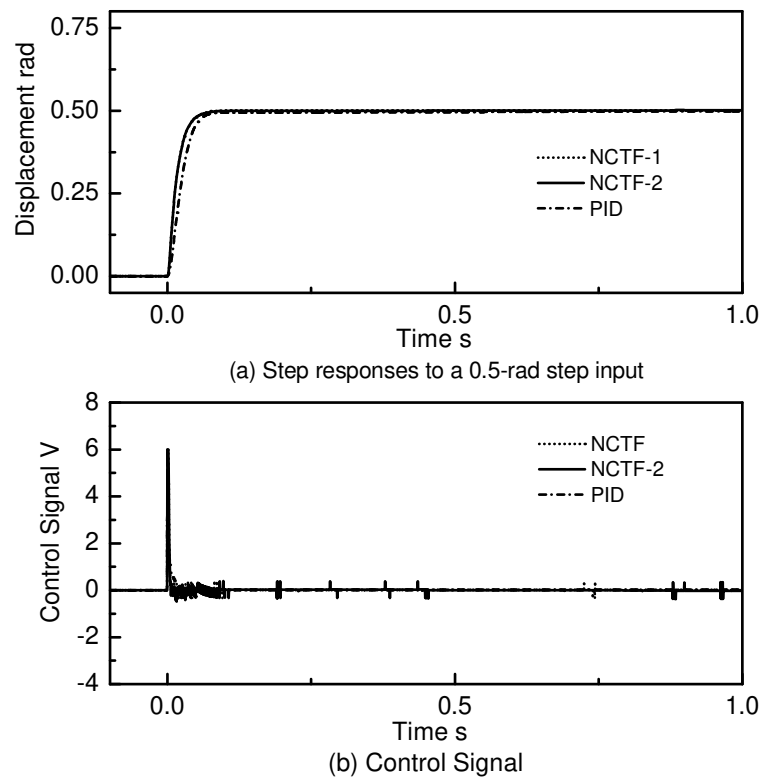 0.75
0.50
0.25
0.00
Displacement rad
NCTF-1
NCTF-2
PID
0.0
0.5
1.0
Time s
(a) Step responses to a 0.5-rad step input
8
6
4
2
0
-2
-4
Control Signal V
NCTF
NCTF-2
PID
0.0
0.5
1.0
Time s
(b) Control Signal